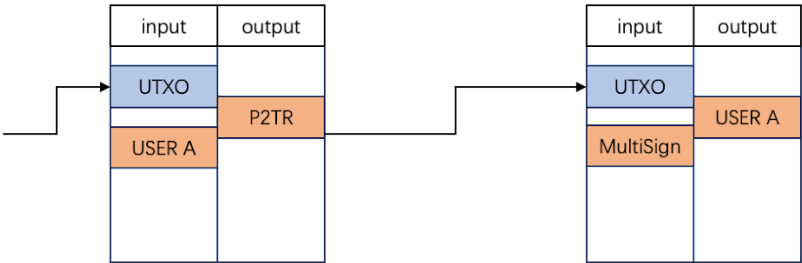 input output
UTXO
P2TR
USER A
input output
UTXO
USER A
MultiSign